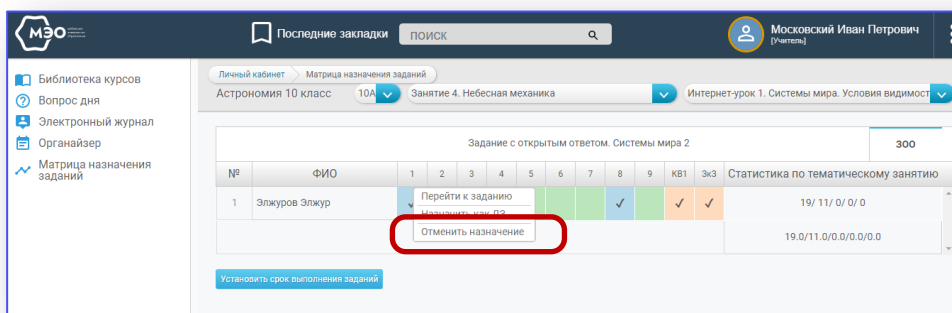 МЭО
Последние закладки
ПОИСК
Московский Иван Петрович
[Учитель]
Библиотека курсов
Вопрос дня
Электронный журнал
Органайзер
Матрица назначения
заданий
Личный кабинет
Матрица назначения заданий
Астрономия 10 класс
10А
Занятие 4. Небесная механика
Интернет-урок 1. Системы мира. Условия видимост
Задание с открытым ответом. Системы мира 2
ЗОО
№ ФИО 1 2 3 4 5 6 7 8 9 КВ1 ЗкЗ Статистика по тематическому занятию
1 Элжуров Элжур ✓ ✓ ✓ ✓ 19/ 11/ 0/ 0/ 0
Перейти к заданию
Назначить как ДЗ
Отменить назначение
19.0/11.0/0.0/0.0/0.0
Установить срок выполнения заданий